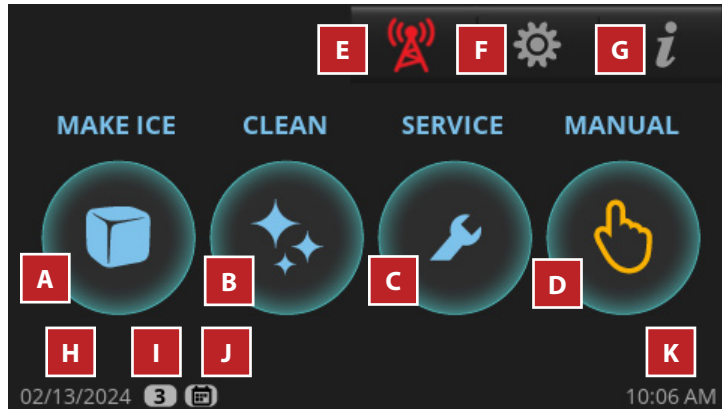 E F G i
MAKE ICE CLEAN SERVICE MANUAL
A B C D
H I J K
02/13/2024 3 10:06 AM